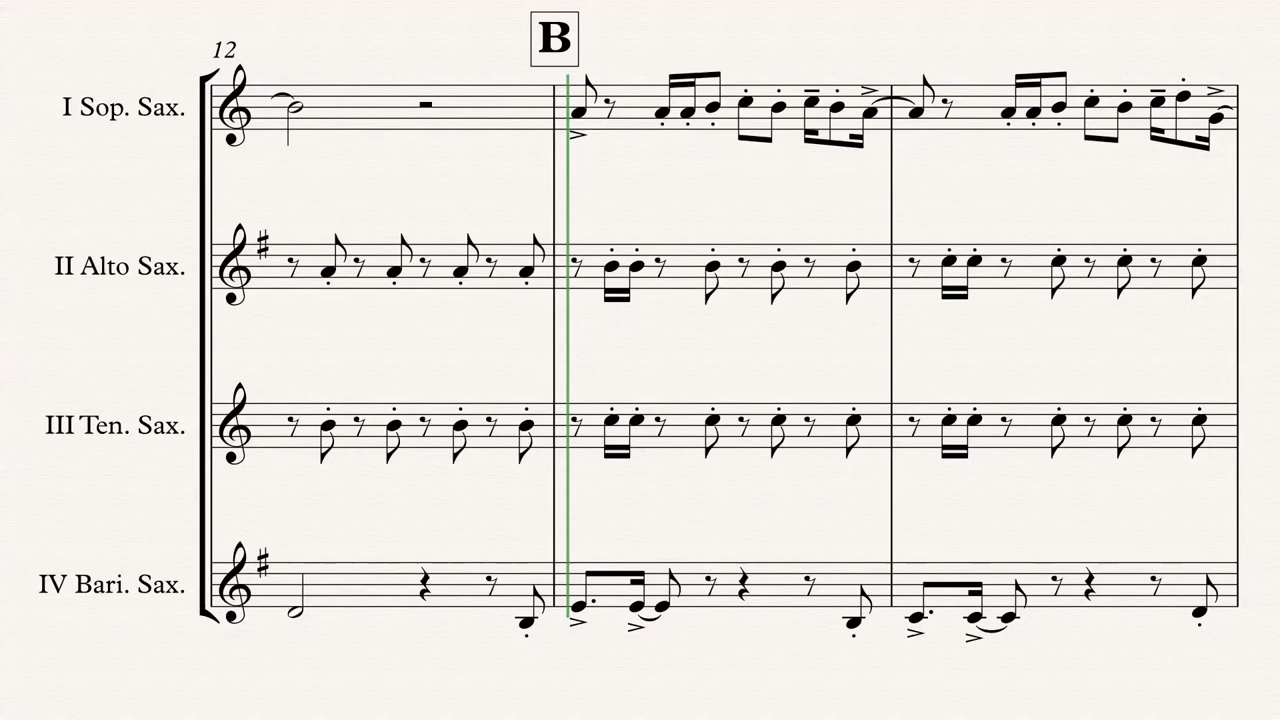 B
12
I Sop. Sax.
II Alto Sax.
III Ten. Sax.
IV Bari. Sax.